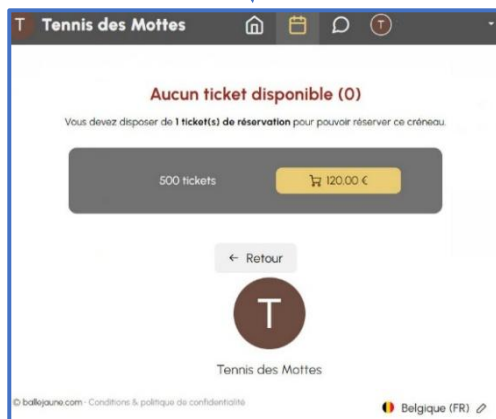 T Tennis des Mottes T
Aucun ticket disponible (0)
Vous devez disposer de 1 ticket(s) de réservation pour pouvoir réserver ce créneau.
500 tickets 120.00 €
← Retour
T
Tennis des Mottes
© ballejaune.com - Conditions & politique de confidentialité
Belgique (FR)